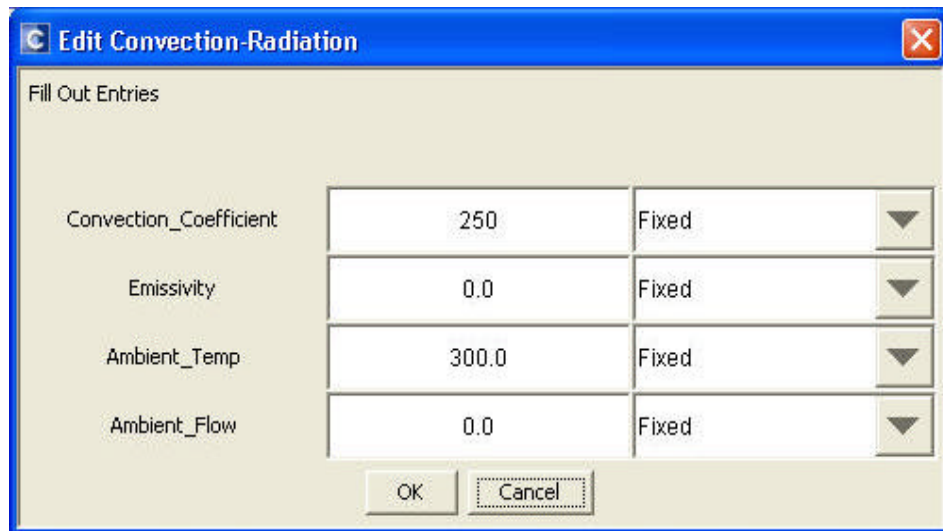 C Edit Convection-Radiation
Fill Out Entries
Convection_Coefficient 250 Fixed
Emissivity 0.0 Fixed
Ambient_Temp 300.0 Fixed
Ambient_Flow 0.0 Fixed
OK Cancel